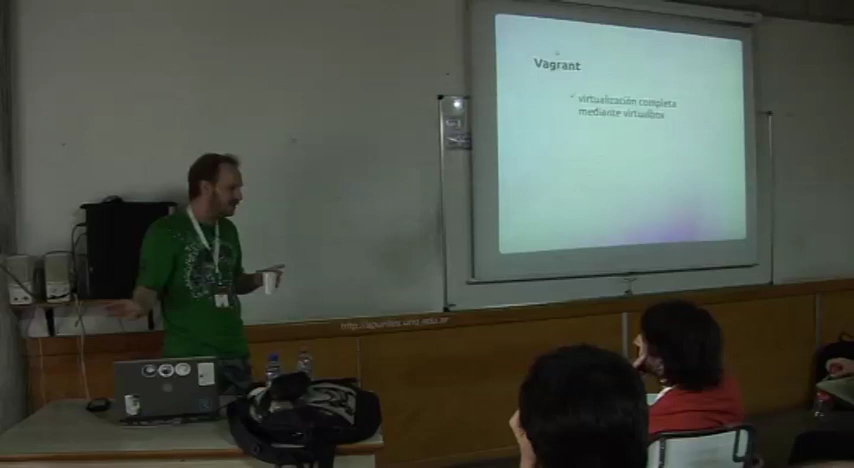 Vagrant
virtualización completa
mediante virtualbox
http://apuntes.unq.edu.ar